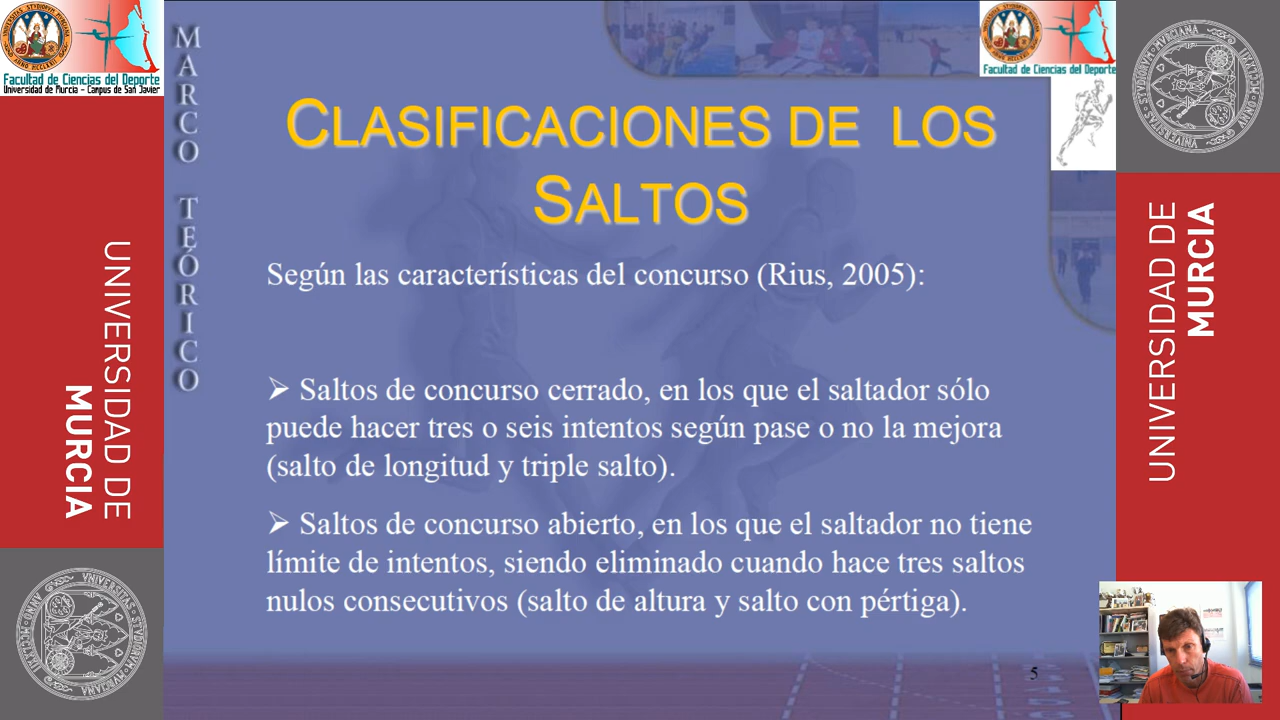 Facultad de Ciencias del Deporte
Universidad de Murcia - Campus de San Javier
UNIVERSIDAD DE
MURCIA
MARCO TEÓRICO
CLASIFICACIONES DE LOS
SALTOS
Según las características del concurso (Rius, 2005):
➢ Saltos de concurso cerrado, en los que el saltador sólo
puede hacer tres o seis intentos según pase o no la mejora
(salto de longitud y triple salto).
➢ Saltos de concurso abierto, en los que el saltador no tiene
límite de intentos, siendo eliminado cuando hace tres saltos
nulos consecutivos (salto de altura y salto con pértiga).
5
Facultad de Ciencias del Deporte
UNIVERSIDAD DE
MURCIA